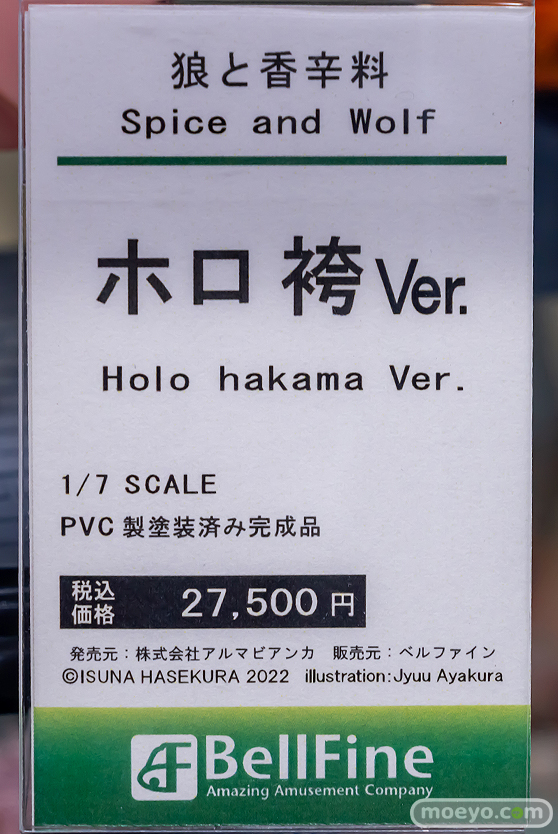 狼と香辛料
Spice and Wolf
ホロ 袴 Ver.
Holo hakama Ver.
1/7 SCALE
PVC製塗装済み完成品
税込
価格 27,500 円
発売元：株式会社アルマビアンカ 販売元：ベルファイン
©ISUNA HASEKURA 2022 illustration:Jyuu Ayakura
BellFine
Amazing Amusement Company
moeyo.com